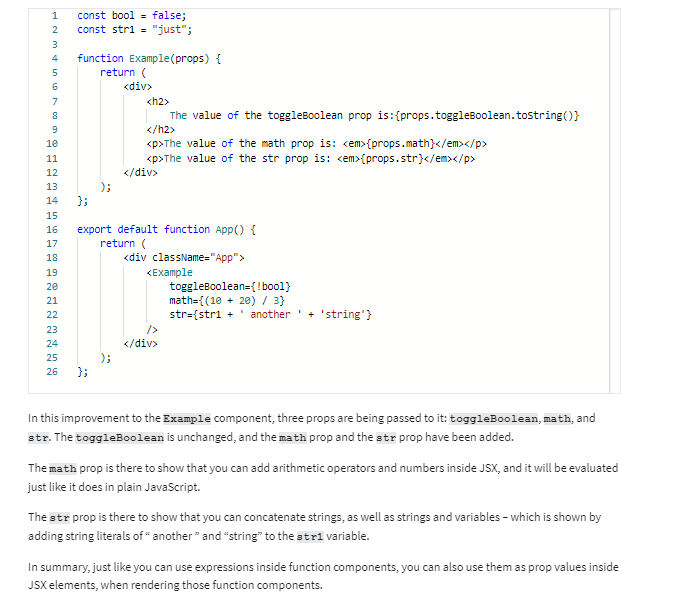 1 const bool = false;
2 const str1 = "just";
3
4 function Example(props) {
5 return (
6 <div>
7 <h2>
8 The value of the toggleBoolean prop is:{props.toggleBoolean.toString()}
9 </h2>
10 <p>The value of the math prop is: <em>{props.math}</em></p>
11 <p>The value of the str prop is: <em>{props.str}</em></p>
12 </div>
13 );
14 };
15
16 export default function App() {
17 return (
18 <div className="App">
19 <Example
20 toggleBoolean={!bool}
21 math={(10 + 20) / 3}
22 str={str1 + ' another ' + 'string'}
23 />
24 </div>
25 );
26 };
In this improvement to the Example component, three props are being passed to it: toggleBoolean, math, and
str. The toggleBoolean is unchanged, and the math prop and the str prop have been added.
The math prop is there to show that you can add arithmetic operators and numbers inside JSX, and it will be evaluated
just like it does in plain JavaScript.
The str prop is there to show that you can concatenate strings, as well as strings and variables – which is shown by
adding string literals of “ another ” and “string” to the str1 variable.
In summary, just like you can use expressions inside function components, you can also use them as prop values inside
JSX elements, when rendering those function components.